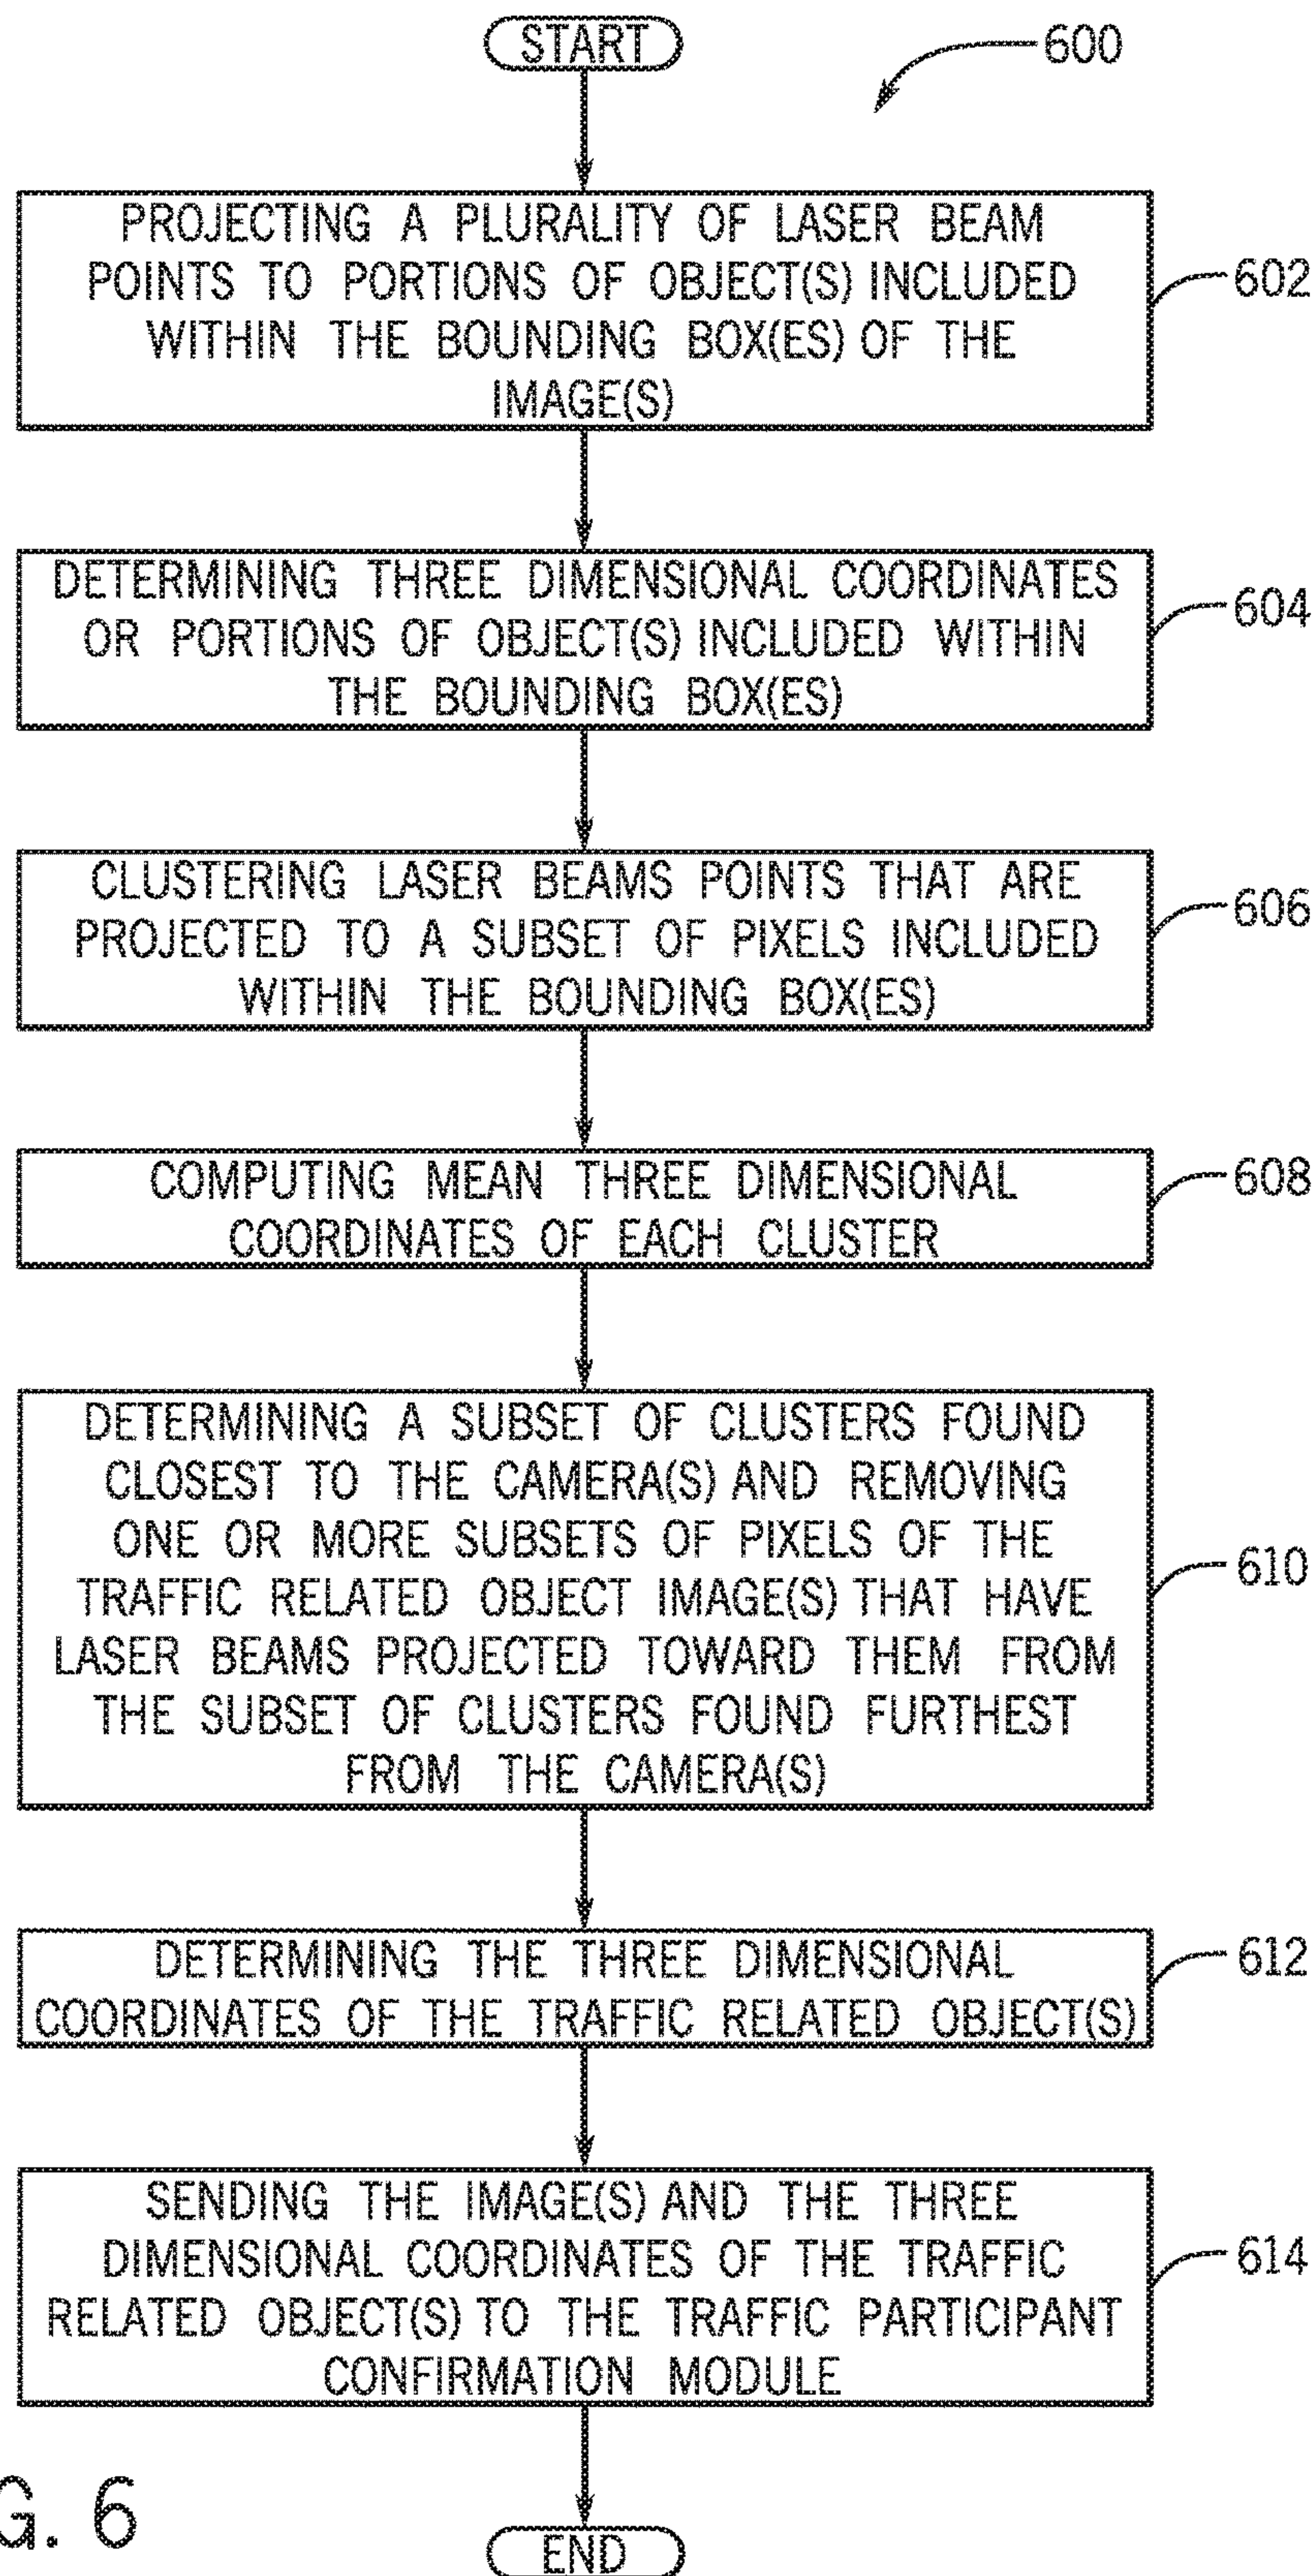 START
600
PROJECTING A PLURALITY OF LASER BEAM
POINTS TO PORTIONS OF OBJECT(S) INCLUDED
WITHIN THE BOUNDING BOX(ES) OF THE
IMAGE(S)
602
DETERMINING THREE DIMENSIONAL COORDINATES
OR PORTIONS OF OBJECT(S) INCLUDED WITHIN
THE BOUNDING BOX(ES)
604
CLUSTERING LASER BEAMS POINTS THAT ARE
PROJECTED TO A SUBSET OF PIXELS INCLUDED
WITHIN THE BOUNDING BOX(ES)
606
COMPUTING MEAN THREE DIMENSIONAL
COORDINATES OF EACH CLUSTER
608
DETERMINING A SUBSET OF CLUSTERS FOUND
CLOSEST TO THE CAMERA(S) AND REMOVING
ONE OR MORE SUBSETS OF PIXELS OF THE
TRAFFIC RELATED OBJECT IMAGE(S) THAT HAVE
LASER BEAMS PROJECTED TOWARD THEM FROM
THE SUBSET OF CLUSTERS FOUND FURTHEST
FROM THE CAMERA(S)
610
DETERMINING THE THREE DIMENSIONAL
COORDINATES OF THE TRAFFIC RELATED OBJECT(S)
612
SENDING THE IMAGE(S) AND THE THREE
DIMENSIONAL COORDINATES OF THE TRAFFIC
RELATED OBJECT(S) TO THE TRAFFIC PARTICIPANT
CONFIRMATION MODULE
614
G. 6
END